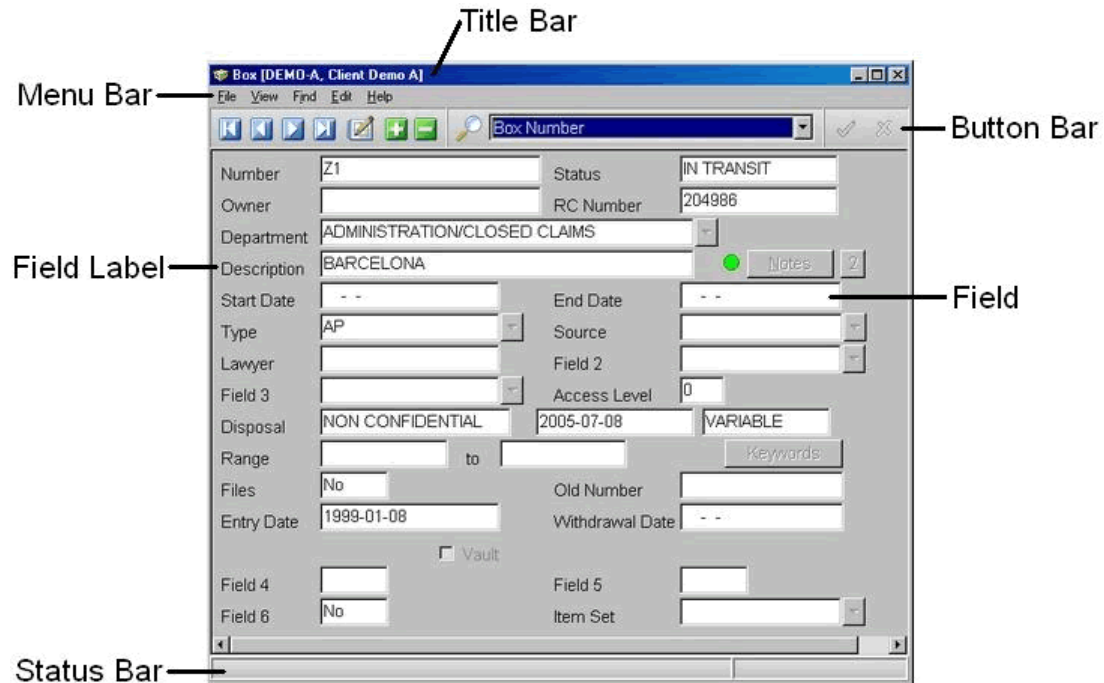 Title Bar
Box [DEMO-A, Client Demo A]
Menu Bar
File View Find Edit Help
Box Number
Button Bar
Number Z1 Status IN TRANSIT
Owner RC Number 204986
Department ADMINISTRATION/CLOSED CLAIMS
Field Label
Description BARCELONA Notes 2
Start Date - - End Date - -
Field
Type AP Source
Lawyer Field 2
Field 3 Access Level 0
Disposal NON CONFIDENTIAL 2005-07-08 VARIABLE
Range to Keywords
Files No Old Number
Entry Date 1999-01-08 Withdrawal Date - -
Vault
Field 4 Field 5
Field 6 No Item Set
Status Bar